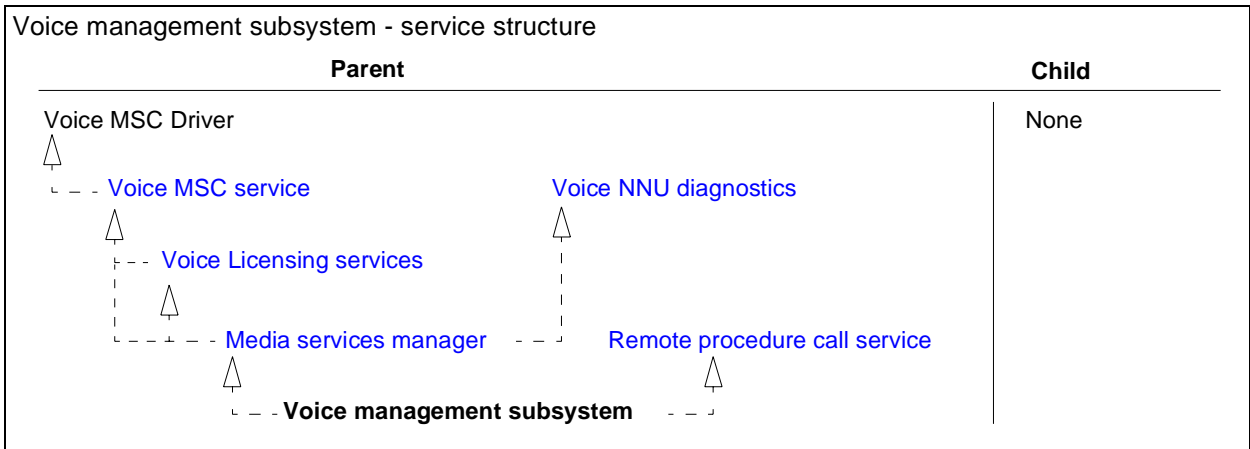 Voice management subsystem - service structure
Parent Child
Voice MSC Driver None
Voice MSC service Voice NNU diagnostics
Voice Licensing services
Media services manager Remote procedure call service
Voice management subsystem